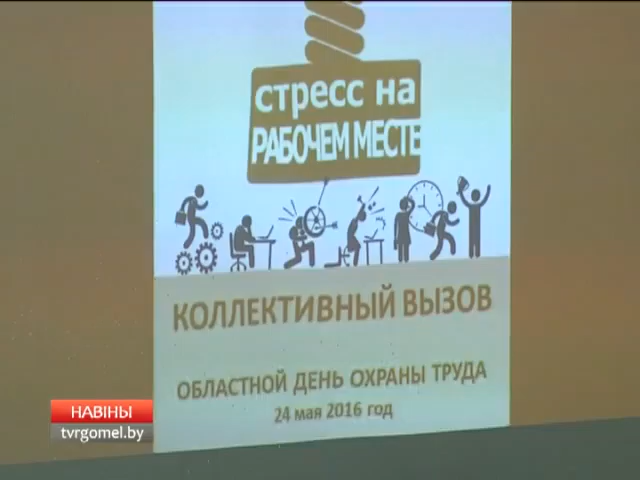 стресс на
РАБОЧЕМ МЕСТЕ
КОЛЛЕКТИВНЫЙ ВЫЗОВ
ОБЛАСТНОЙ ДЕНЬ ОХРАНЫ ТРУДА
24 мая 2016 год
НАВІНЫ
tvrgomel.by